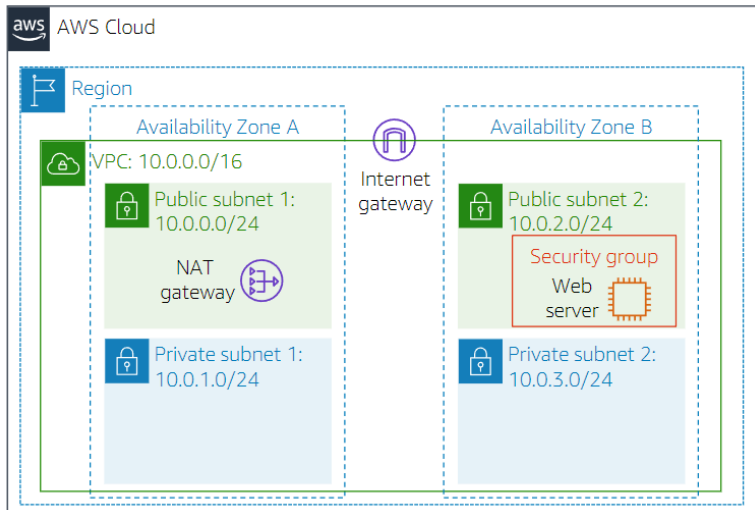 aws
AWS Cloud
Region
Availability Zone A
Availability Zone B
VPC: 10.0.0.0/16
Internet
gateway
Public subnet 1:
10.0.0.0/24
Public subnet 2:
10.0.2.0/24
NAT
gateway
Security group
Web
server
Private subnet 1:
10.0.1.0/24
Private subnet 2:
10.0.3.0/24